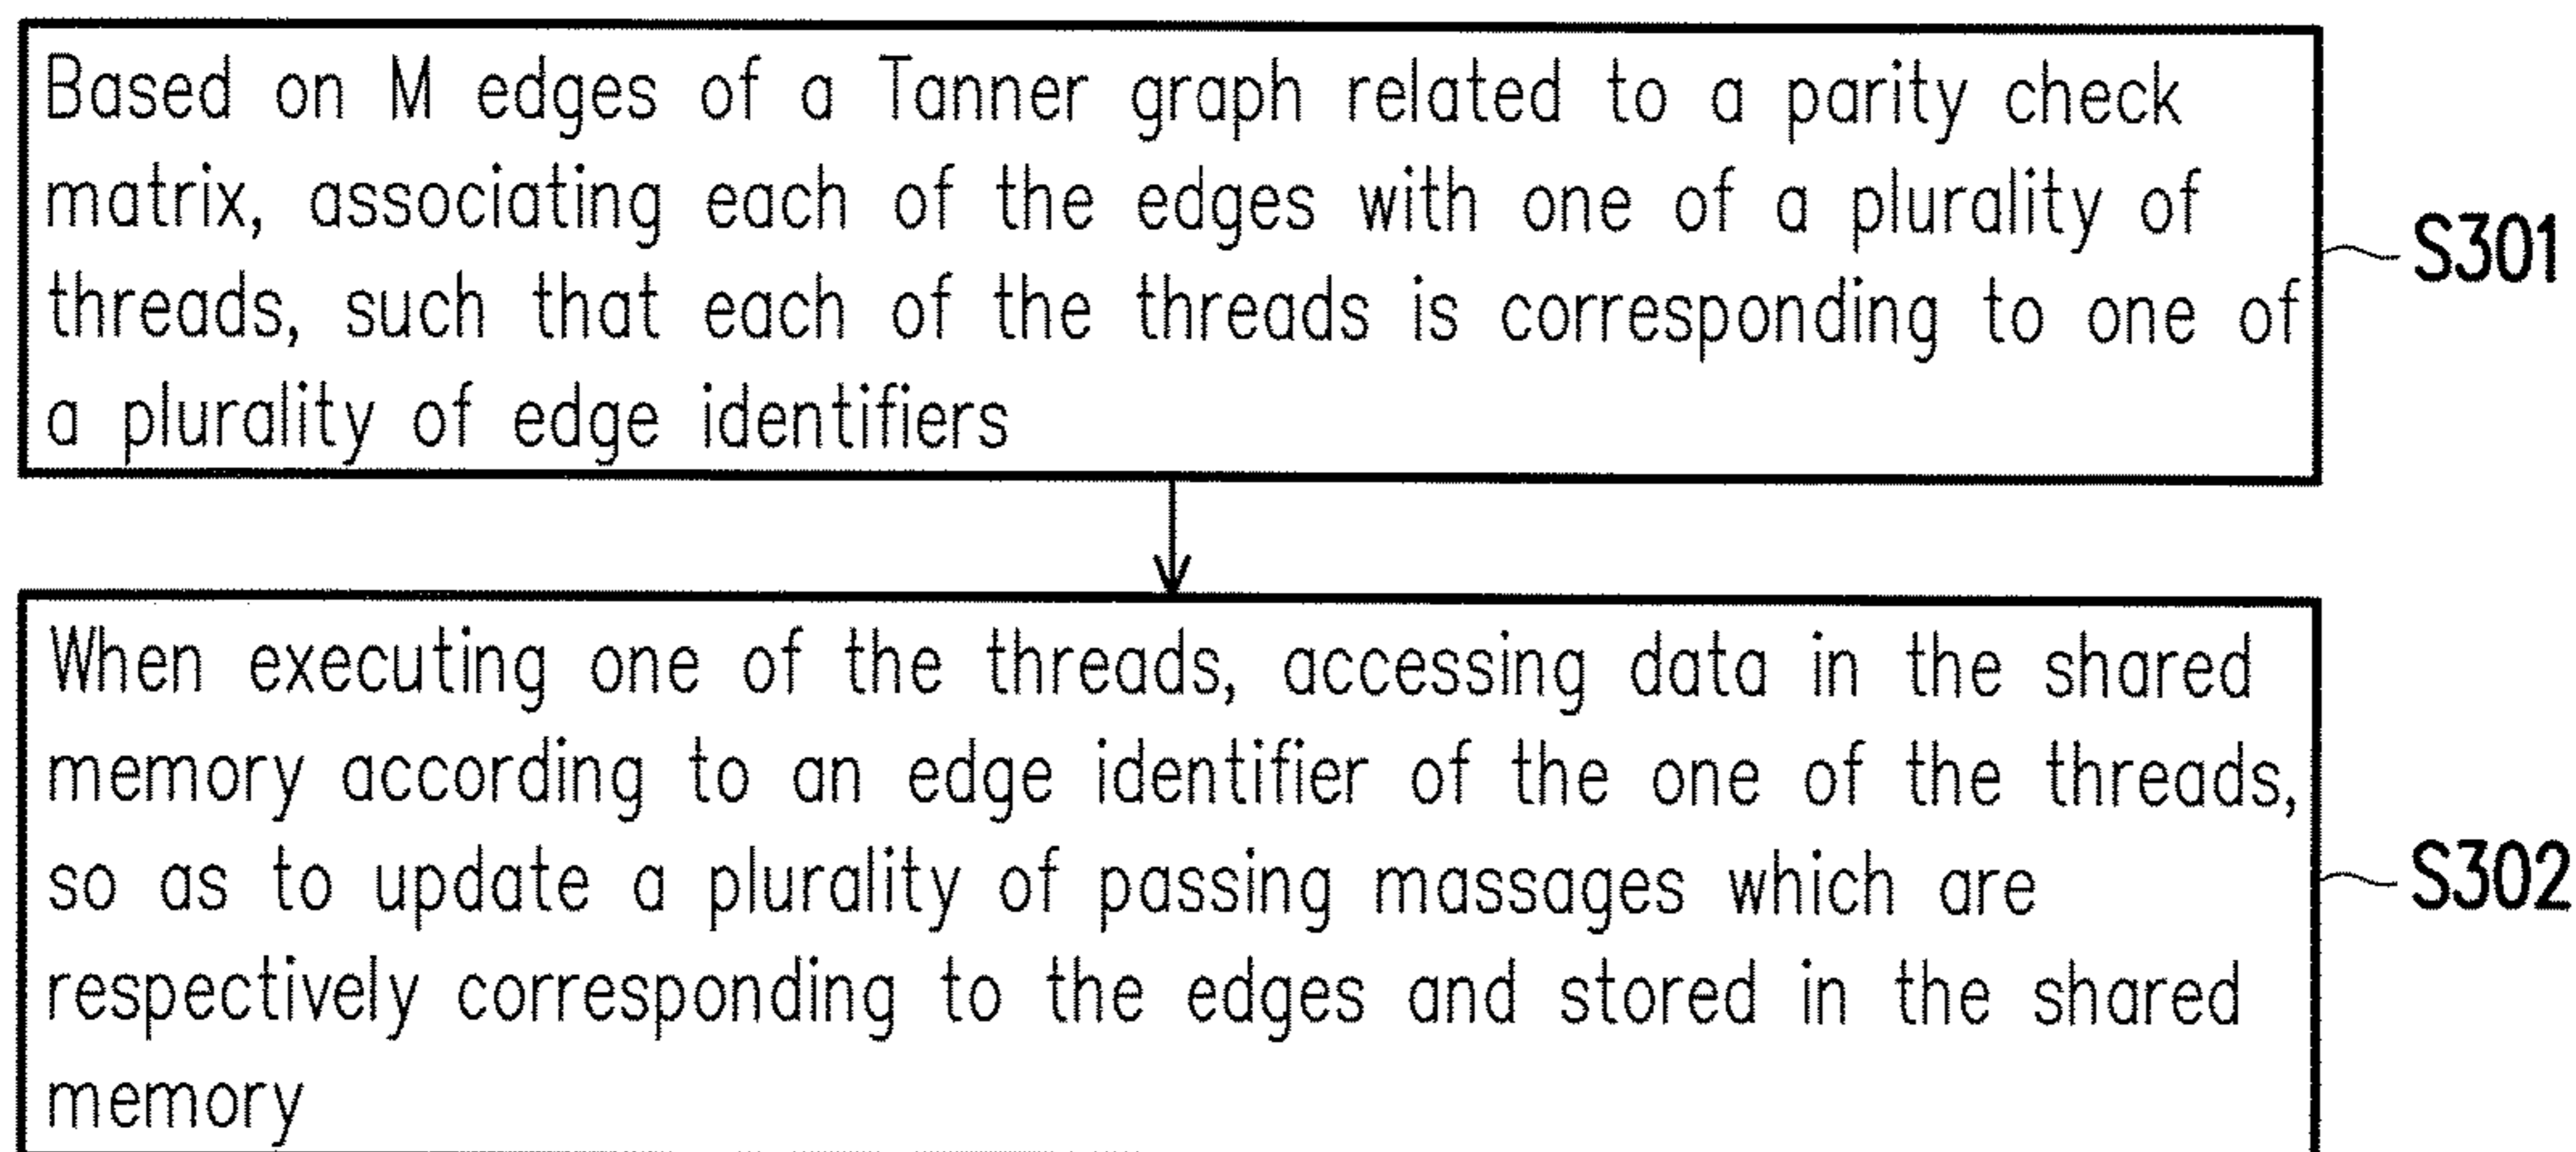 Based on M edges of a Tanner graph related to a parity check
matrix, associating each of the edges with one of a plurality of
threads, such that each of the threads is corresponding to one of
a plurality of edge identifiers
S301
When executing one of the threads, accessing data in the shared
memory according to an edge identifier of the one of the threads,
so as to update a plurality of passing massages which are
respectively corresponding to the edges and stored in the shared
memory
S302